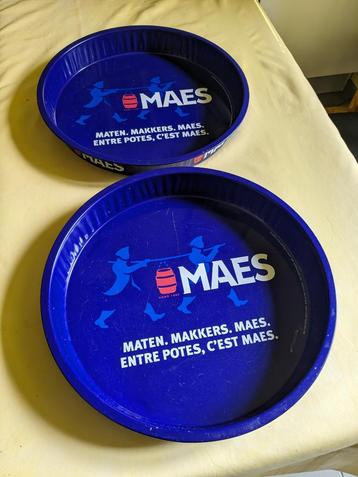 MAES
MATEN. MAKKERS. MAES.
ENTRE POTES, C'EST MAES.
MAES
MAES
MATEN. MAKKERS. MAES.
ENTRE POTES, C'EST MAES.